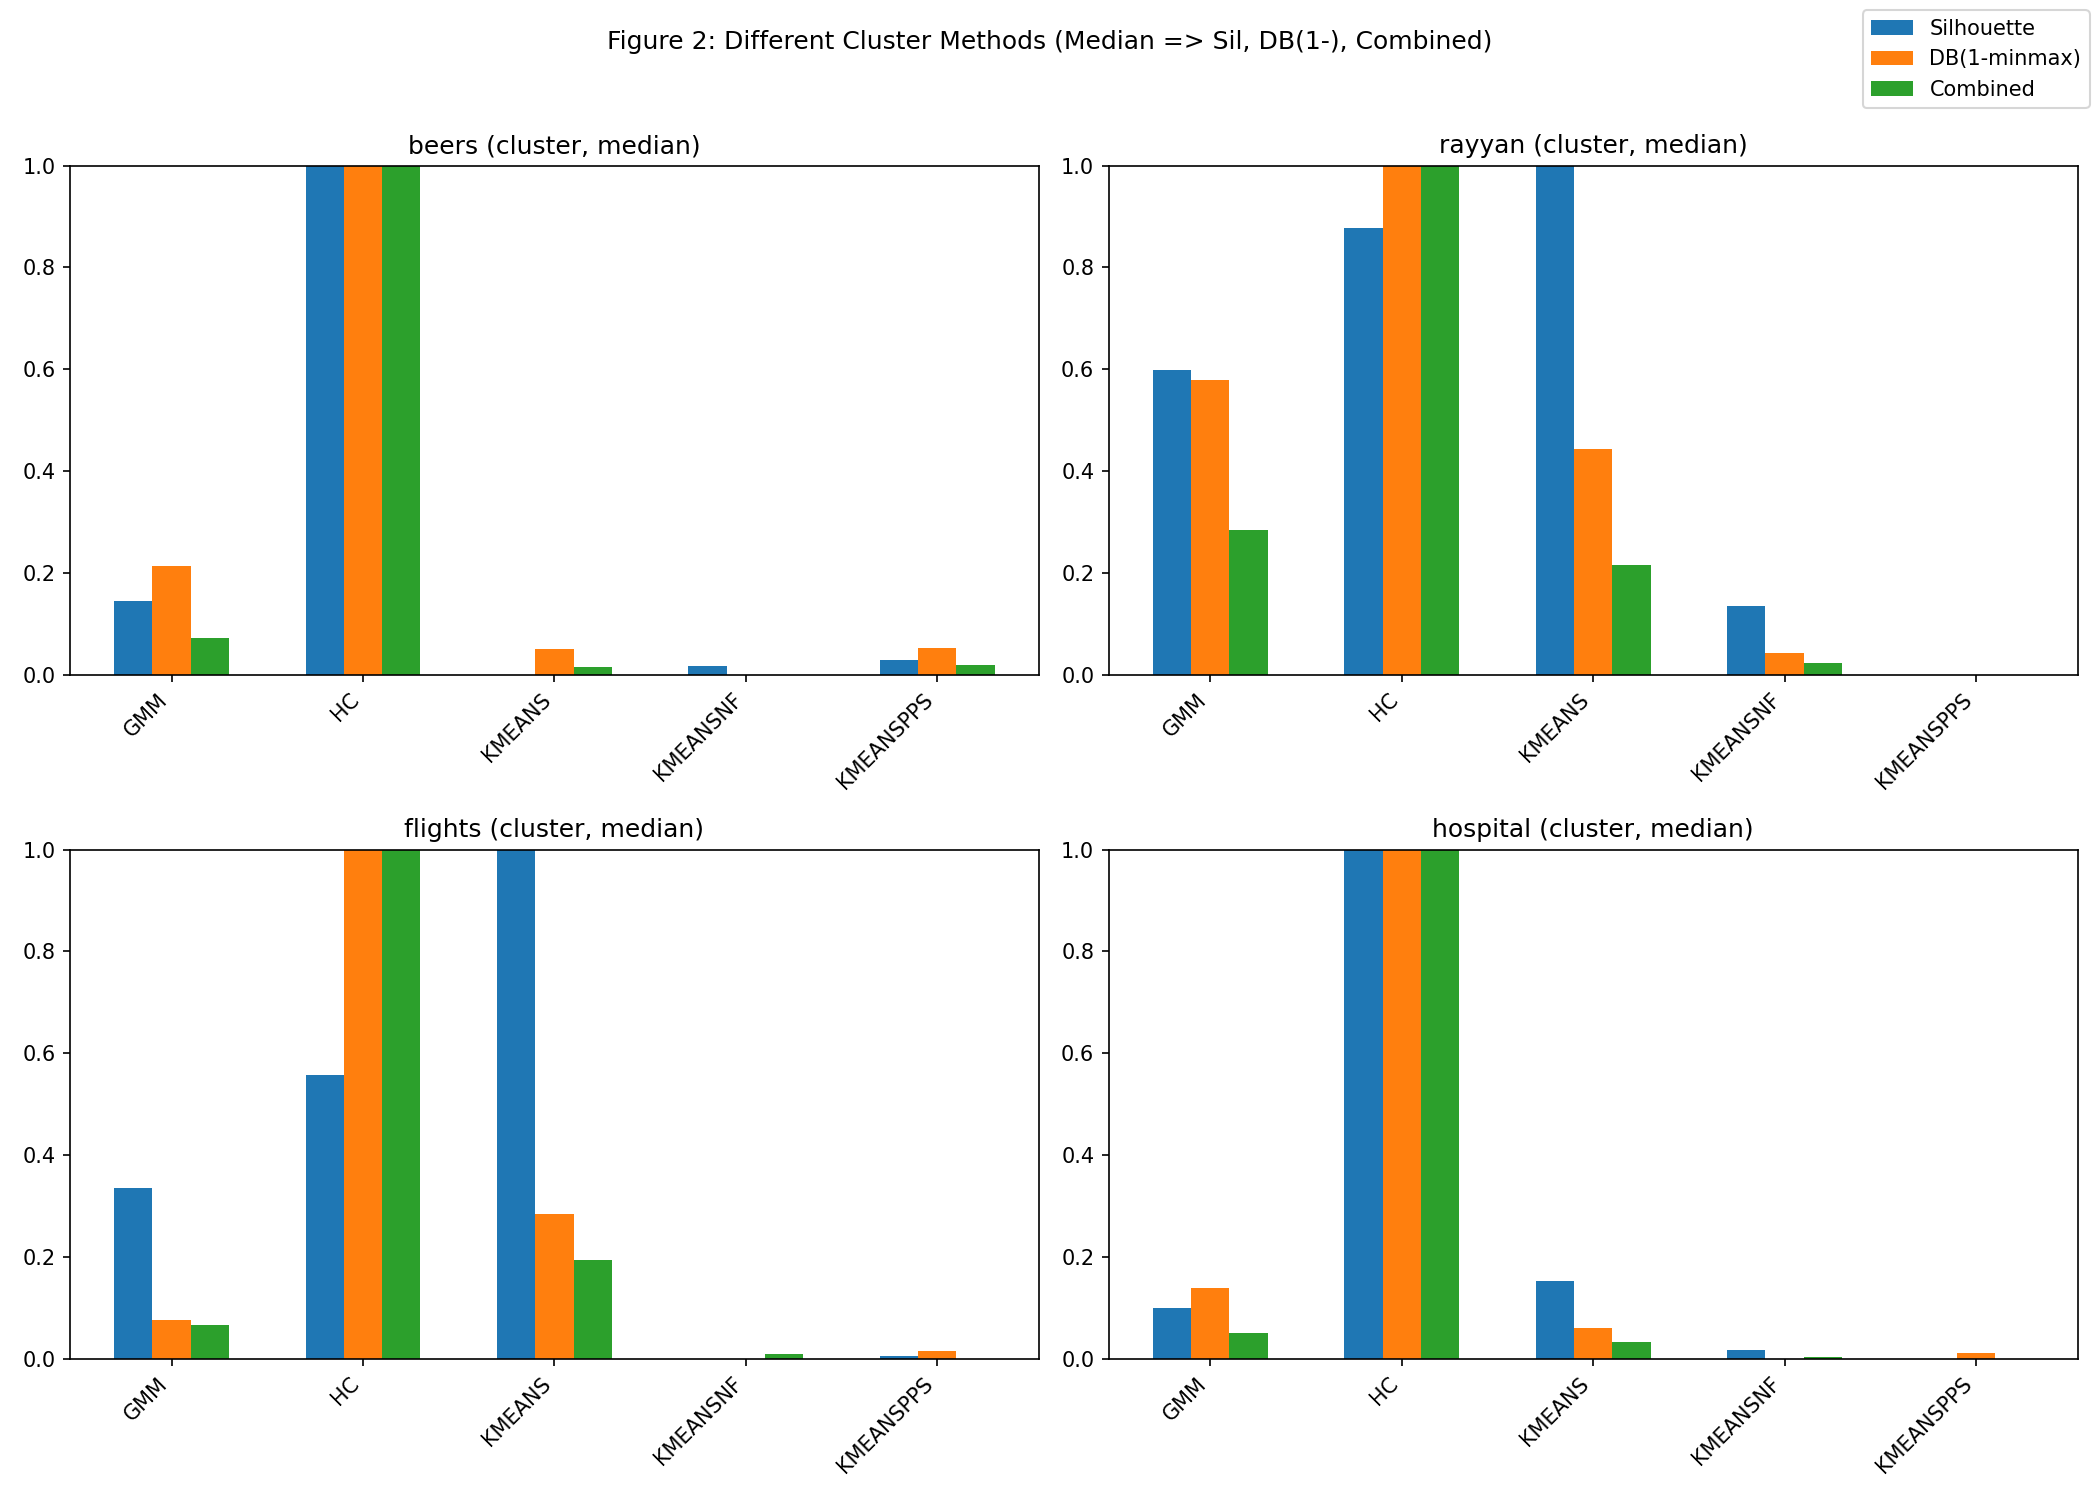 Figure 2: Different Cluster Methods (Median => Sil, DB(1-), Combined)
Silhouette
DB(1-minmax)
Combined
beers (cluster, median)
1.0
0.8
0.6
0.4
0.2
0.0
GMM
HC
KMEANS
KMEANSNF
KMEANSPPS
rayyan (cluster, median)
1.0
0.8
0.6
0.4
0.2
0.0
GMM
HC
KMEANS
KMEANSNF
KMEANSPPS
flights (cluster, median)
1.0
0.8
0.6
0.4
0.2
0.0
GMM
HC
KMEANS
KMEANSNF
KMEANSPPS
hospital (cluster, median)
1.0
0.8
0.6
0.4
0.2
0.0
GMM
HC
KMEANS
KMEANSNF
KMEANSPPS